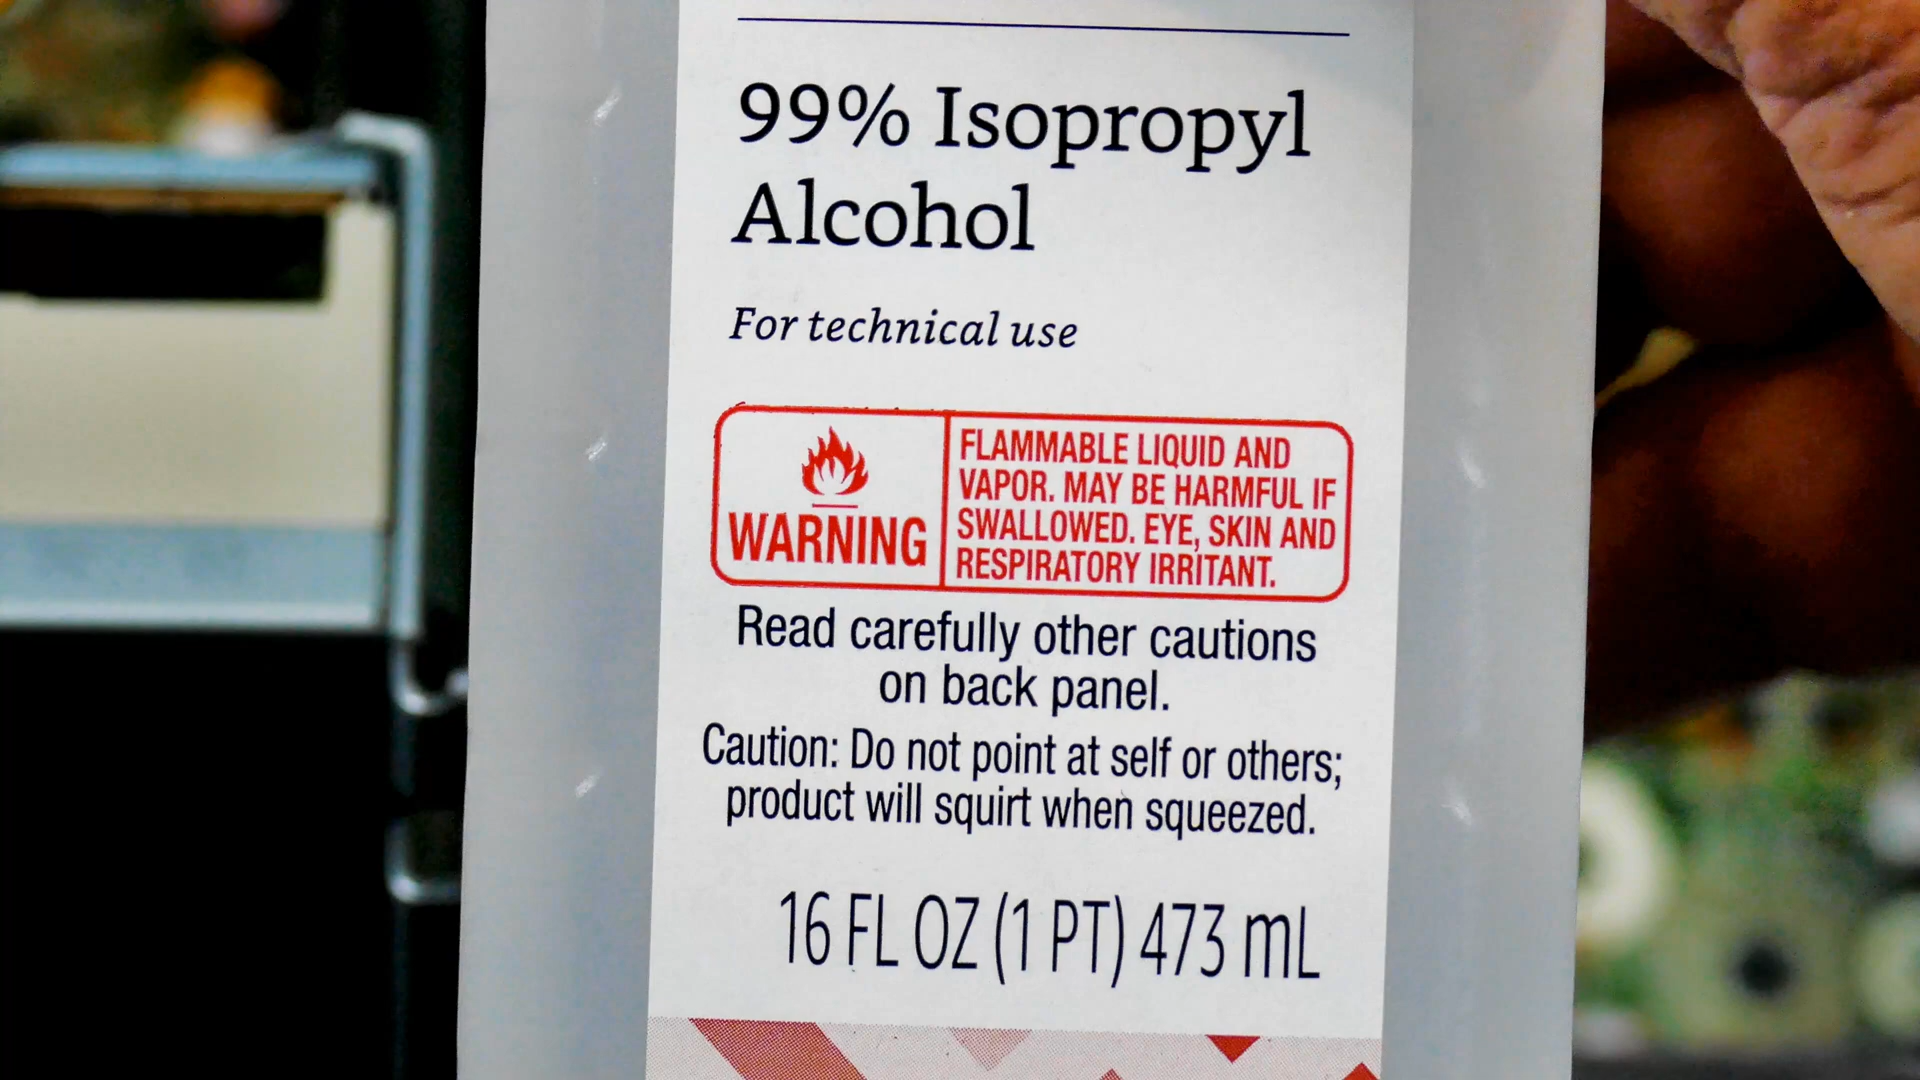 99% Isopropyl
Alcohol
For technical use
WARNING
FLAMMABLE LIQUID AND
VAPOR. MAY BE HARMFUL IF
SWALLOWED. EYE, SKIN AND
RESPIRATORY IRRITANT.
Read carefully other cautions
on back panel.
Caution: Do not point at self or others;
product will squirt when squeezed.
16 FL OZ (1 PT) 473 mL